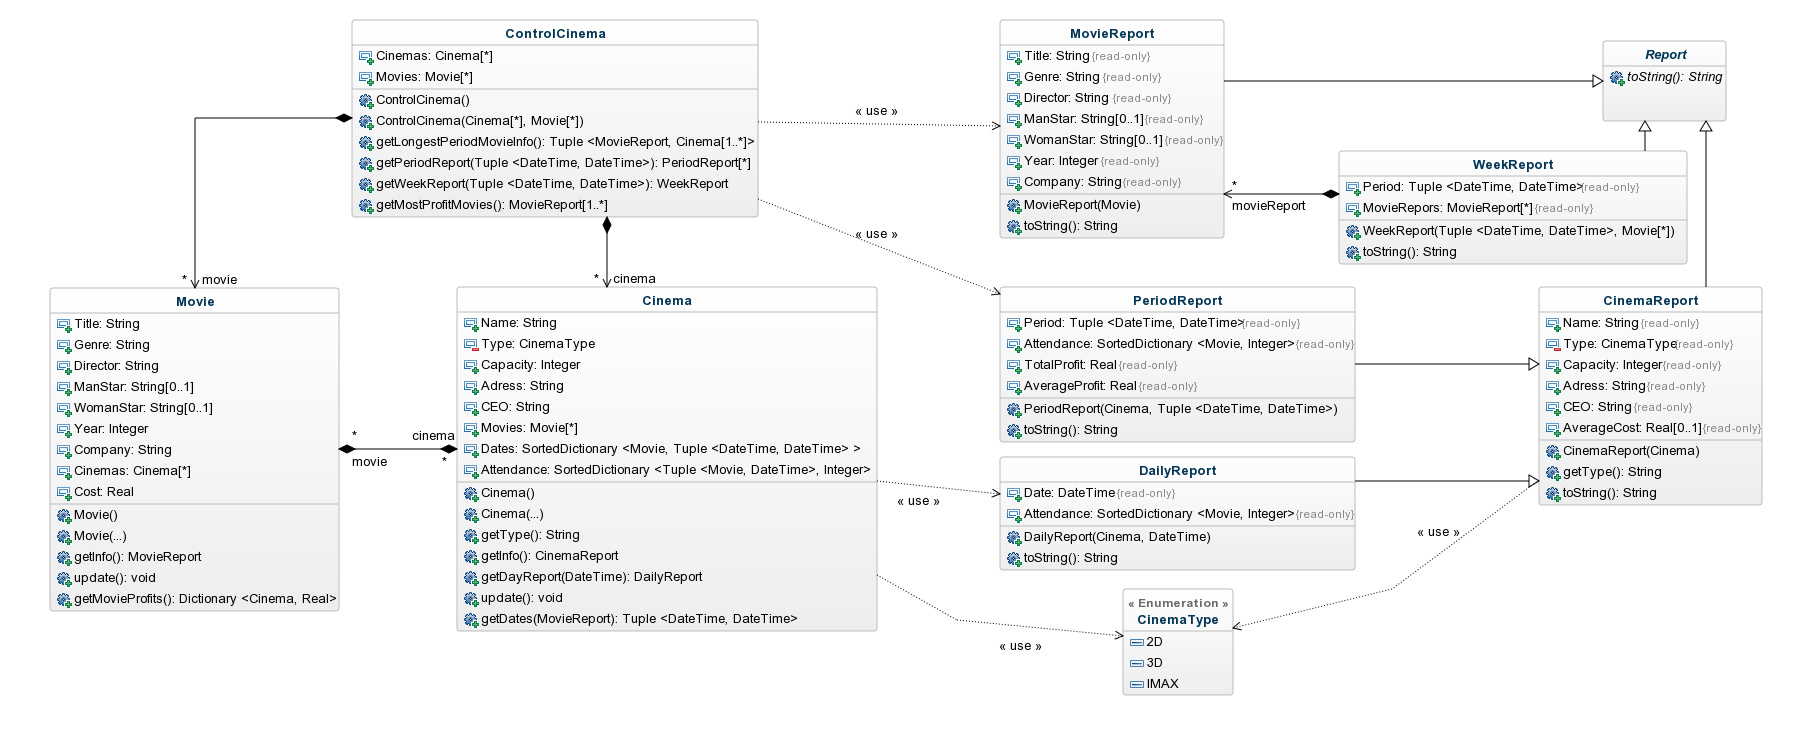 ControlCinema
Cinemas: Cinema[*]
Movies: Movie[*]
ControlCinema()
ControlCinema(Cinema[*], Movie[*])
getLongestPeriodMovieInfo(): Tuple <MovieReport, Cinema[1..*]>
getPeriodReport(Tuple <DateTime, DateTime>): PeriodReport[*]
getWeekReport(Tuple <DateTime, DateTime>): WeekReport
getMostProfitMovies(): MovieReport[1..*]
« use »
« use »
MovieReport
Title: String {read-only}
Genre: String {read-only}
Director: String {read-only}
ManStar: String[0..1] {read-only}
WomanStar: String[0..1] {read-only}
Year: Integer {read-only}
Company: String {read-only}
MovieReport(Movie)
toString(): String
Report
toString(): String
* movieReport
WeekReport
Period: Tuple <DateTime, DateTime> {read-only}
MovieRepors: MovieReport[*] {read-only}
WeekReport(Tuple <DateTime, DateTime>, Movie[*])
toString(): String
* movie
* cinema
Movie
Title: String
Genre: String
Director: String
ManStar: String[0..1]
WomanStar: String[0..1]
Year: Integer
Company: String
Cinemas: Cinema[*]
Cost: Real
Movie()
Movie(...)
getInfo(): MovieReport
update(): void
getMovieProfits(): Dictionary <Cinema, Real>
* movie
cinema *
Cinema
Name: String
Type: CinemaType
Capacity: Integer
Adress: String
CEO: String
Movies: Movie[*]
Dates: SortedDictionary <Movie, Tuple <DateTime, DateTime> >
Attendance: SortedDictionary <Tuple <Movie, DateTime>, Integer>
Cinema()
Cinema(...)
getType(): String
getInfo(): CinemaReport
getDayReport(DateTime): DailyReport
update(): void
getDates(MovieReport): Tuple <DateTime, DateTime>
« use »
« use »
PeriodReport
Period: Tuple <DateTime, DateTime> {read-only}
Attendance: SortedDictionary <Movie, Integer> {read-only}
TotalProfit: Real {read-only}
AverageProfit: Real {read-only}
PeriodReport(Cinema, Tuple <DateTime, DateTime>)
toString(): String
DailyReport
Date: DateTime {read-only}
Attendance: SortedDictionary <Movie, Integer> {read-only}
DailyReport(Cinema, DateTime)
toString(): String
CinemaReport
Name: String {read-only}
Type: CinemaType {read-only}
Capacity: Integer {read-only}
Adress: String {read-only}
CEO: String {read-only}
AverageCost: Real[0..1] {read-only}
CinemaReport(Cinema)
getType(): String
toString(): String
« use »
« Enumeration »
CinemaType
2D
3D
IMAX